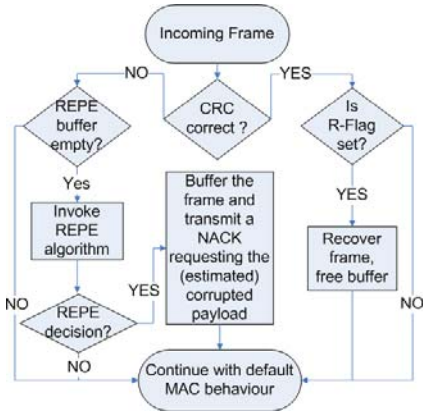 Incoming Frame
NO
YES
CRC
correct ?
REPE
buffer
empty?
Is
R-Flag
set?
Yes
YES
Invoke
REPE
algorithm
Buffer the
frame and
transmit a
NACK
requesting the
(estimated)
corrupted
payload
Recover
frame,
free buffer
NO
YES
NO
REPE
decision?
NO
Continue with default
MAC behaviour